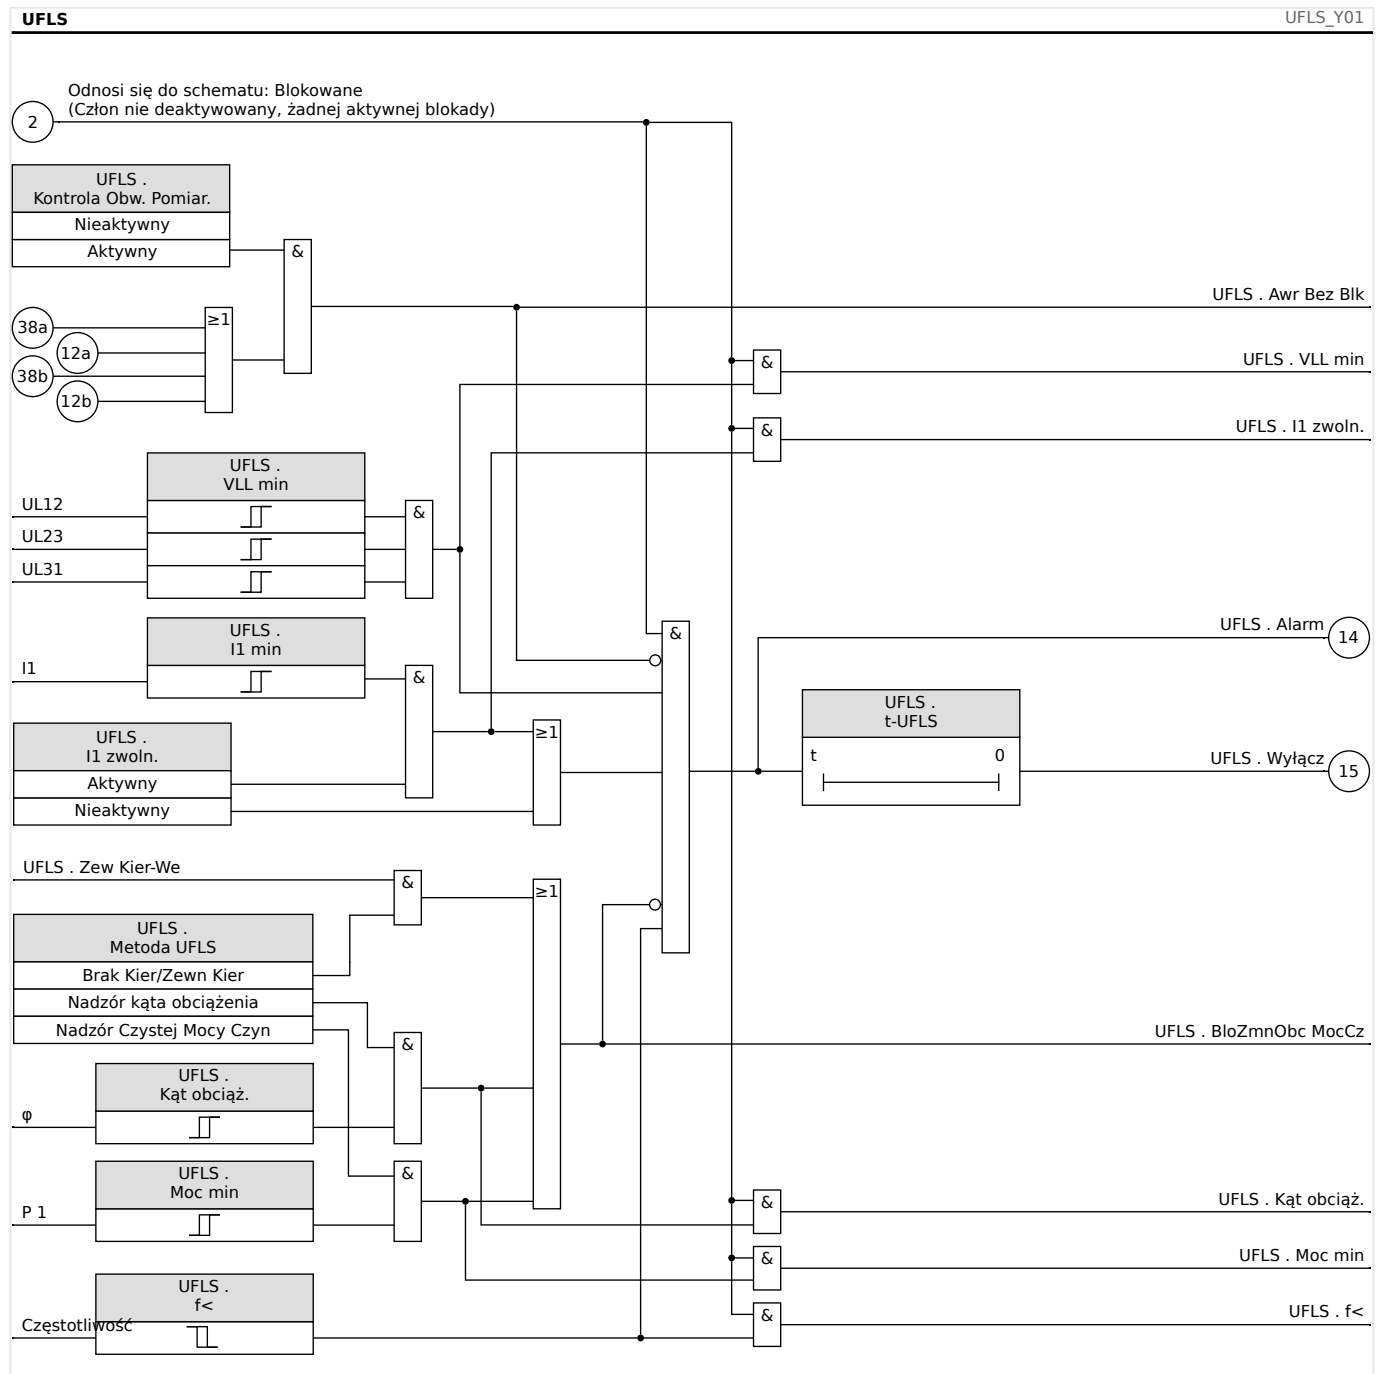 UFLS
UFLS_Y01
Odnosi się do schematu: Blokowane
(Człon nie deaktywowany, żadnej aktywnej blokady)
2
UFLS .
Kontrola Obw. Pomiar.
Nieaktywny
Aktywny
&
UFLS . Awr Bez Blk
38a
≥1
12a
38b
12b
&
UFLS . VLL min
&
UFLS . I1 zwoln.
UFLS .
VLL min
UL12
&
UL23
UL31
UFLS .
I1 min
&
UFLS . Alarm
14
I1
&
UFLS .
t-UFLS
t
0
UFLS . Wyłącz
15
UFLS .
I1 zwoln.
≥1
Aktywny
Nieaktywny
UFLS . Zew Kier-We
&
≥1
UFLS .
Metoda UFLS
Brak Kier/Zewn Kier
Nadzór kąta obciążenia
Nadzór Czystej Mocy Czyn
&
UFLS . BloZmnObc MocCz
UFLS .
Kąt obciąż.
φ
UFLS .
Moc min
&
P 1
&
UFLS . Kąt obciąż.
&
UFLS . Moc min
UFLS .
f<
Częstotliwość
&
UFLS . f<